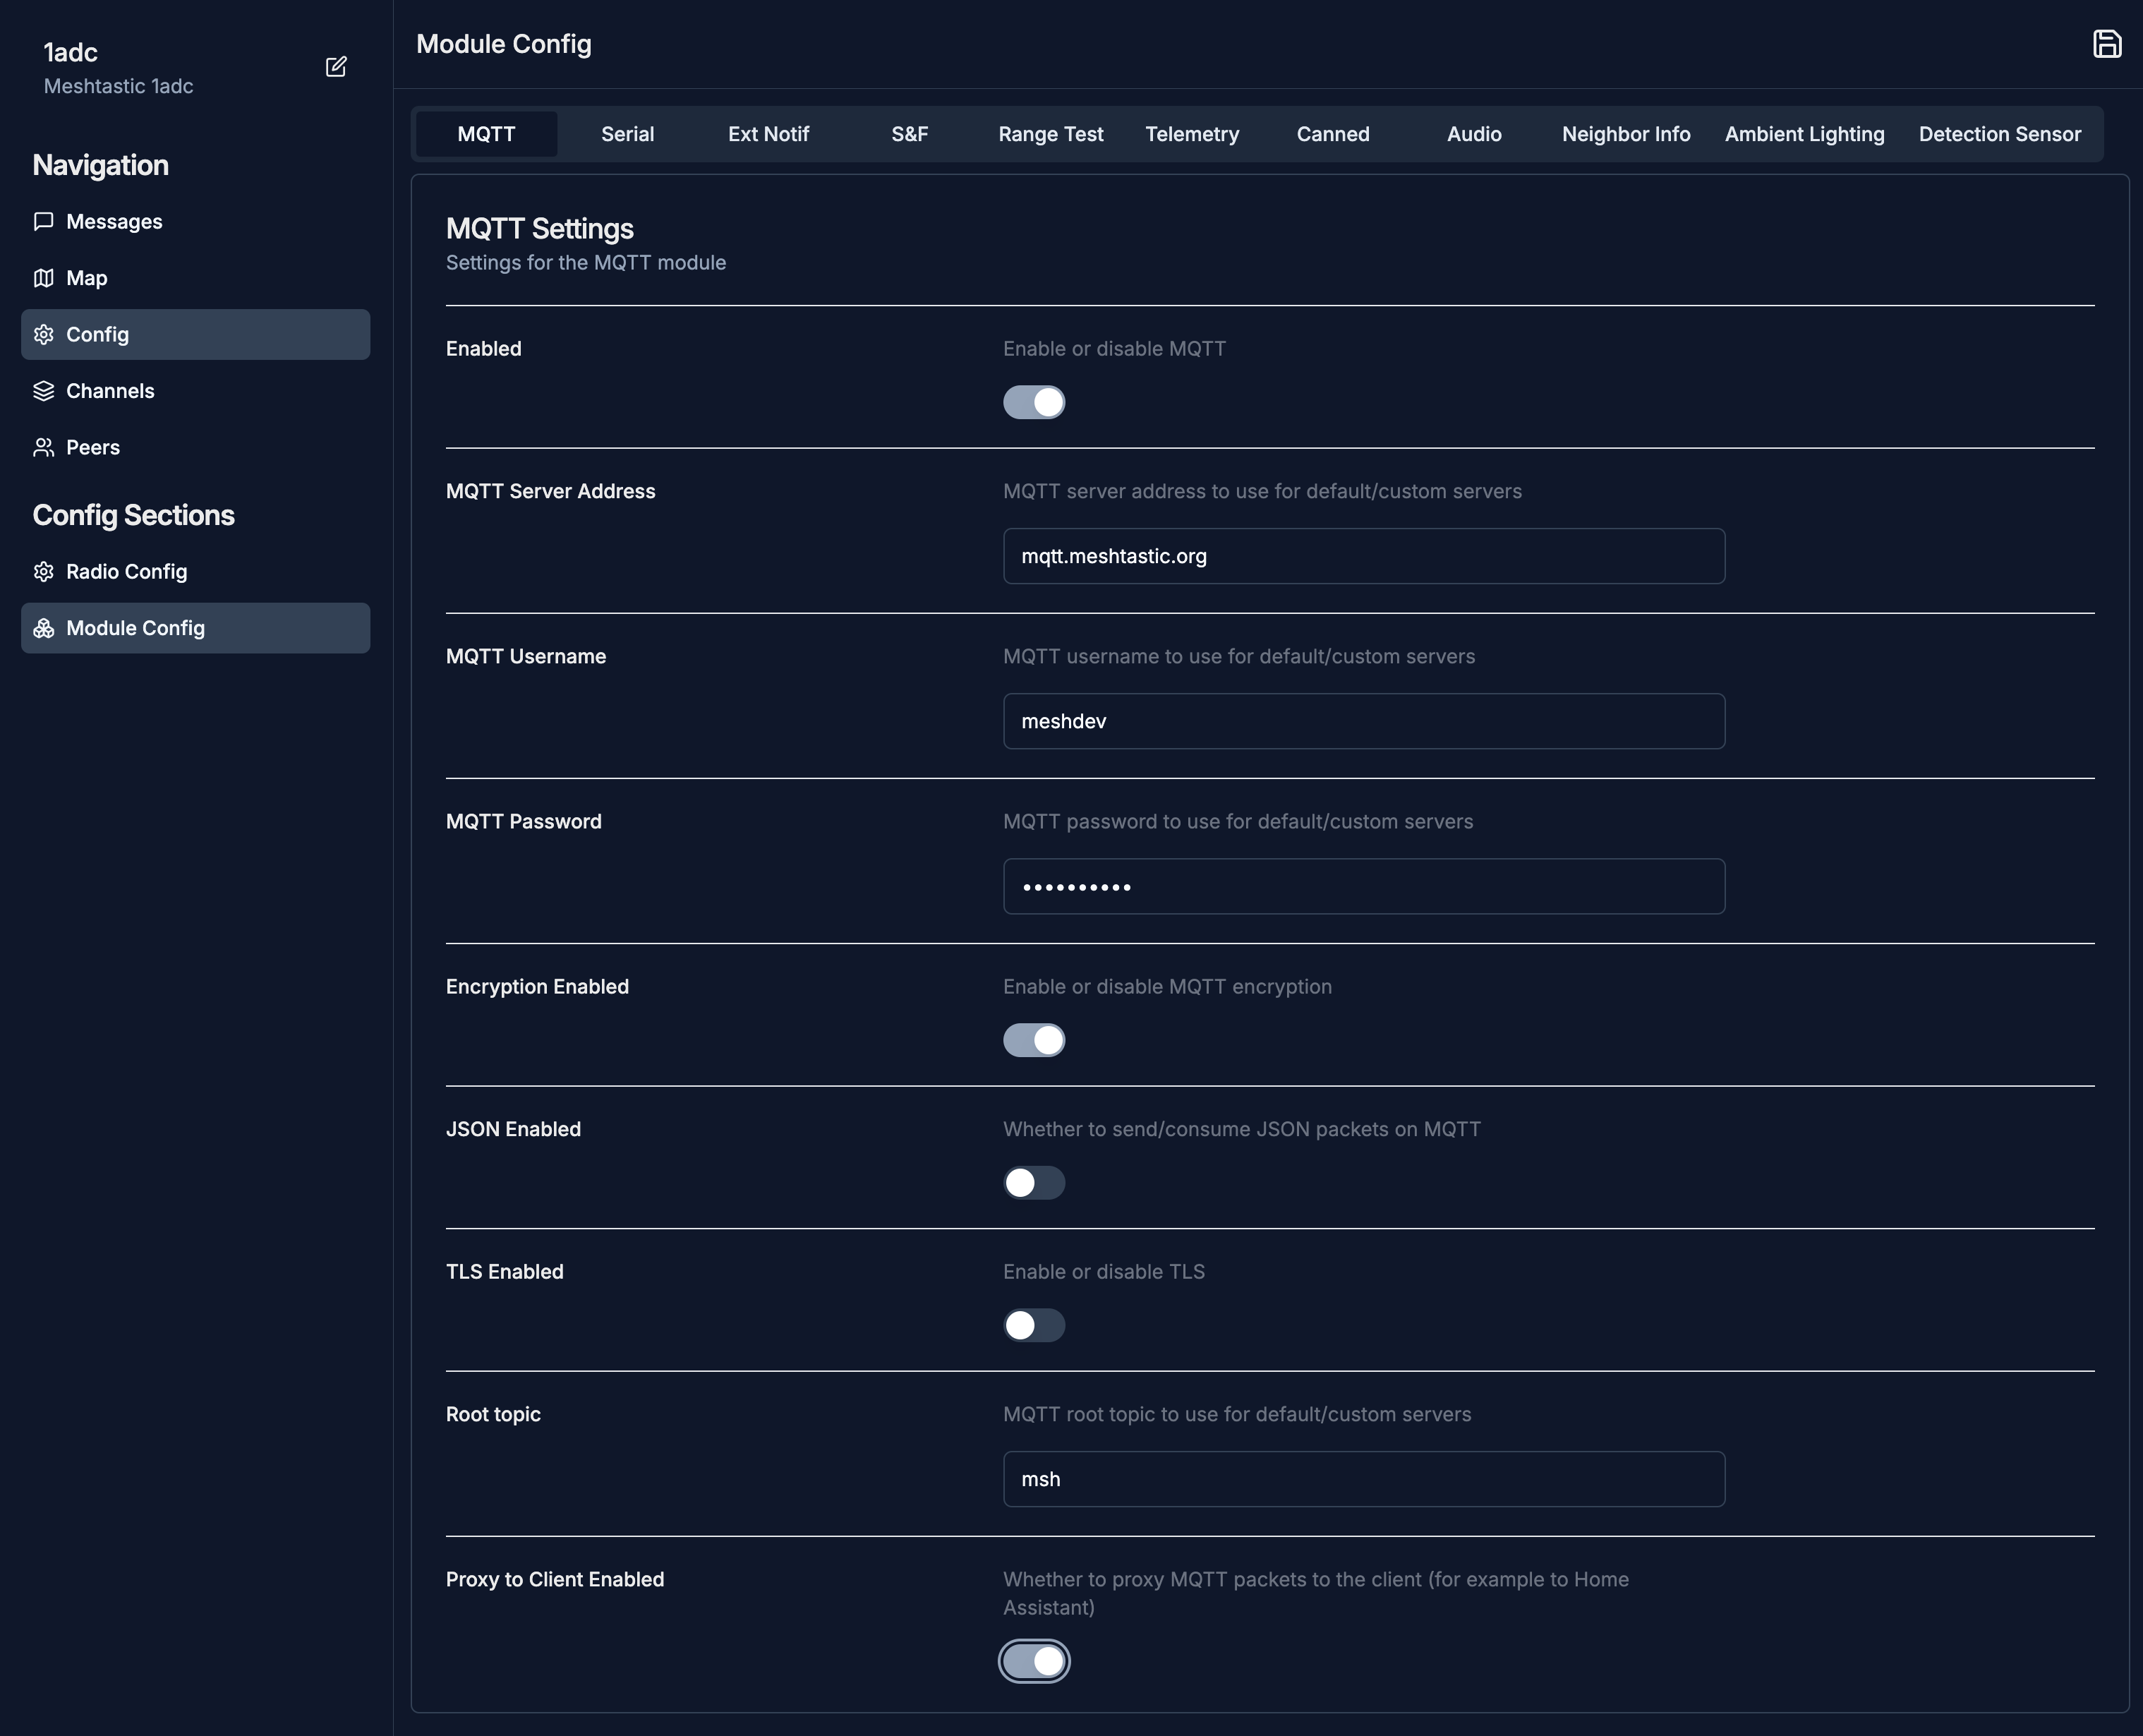 1adc
Meshtastic 1adc
Navigation
Messages
Map
Config
Channels
Peers
Config Sections
Radio Config
Module Config
Module Config
MQTT
Serial
Ext Notif
S&F
Range Test
Telemetry
Canned
Audio
Neighbor Info
Ambient Lighting
Detection Sensor
MQTT Settings
Settings for the MQTT module
Enabled
Enable or disable MQTT
MQTT Server Address
MQTT server address to use for default/custom servers
mqtt.meshtastic.org
MQTT Username
MQTT username to use for default/custom servers
meshdev
MQTT Password
MQTT password to use for default/custom servers
••••••••••
Encryption Enabled
Enable or disable MQTT encryption
JSON Enabled
Whether to send/consume JSON packets on MQTT
TLS Enabled
Enable or disable TLS
Root topic
MQTT root topic to use for default/custom servers
msh
Proxy to Client Enabled
Whether to proxy MQTT packets to the client (for example to Home
Assistant)